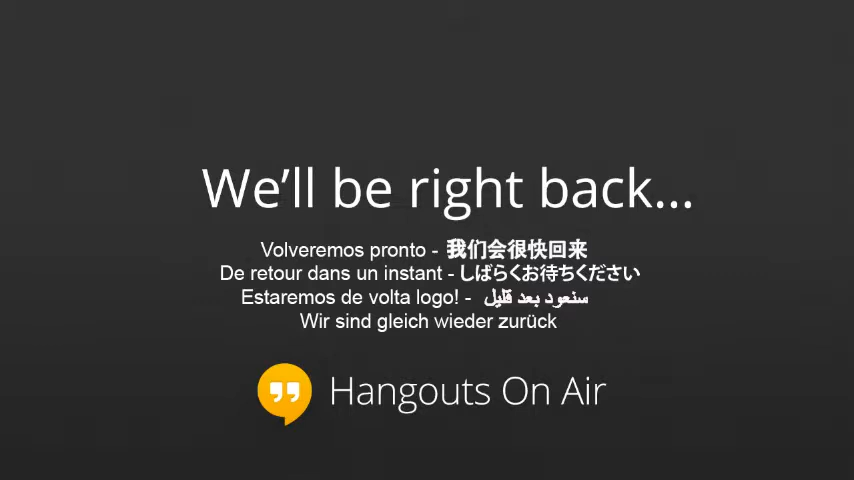 We'll be right back...
Volveremos pronto - 我们会很快回来
De retour dans un instant - しばらくお待ちください
Estaremos de volta logo! - سنعود بعد قليل
Wir sind gleich wieder zurück
Hangouts On Air